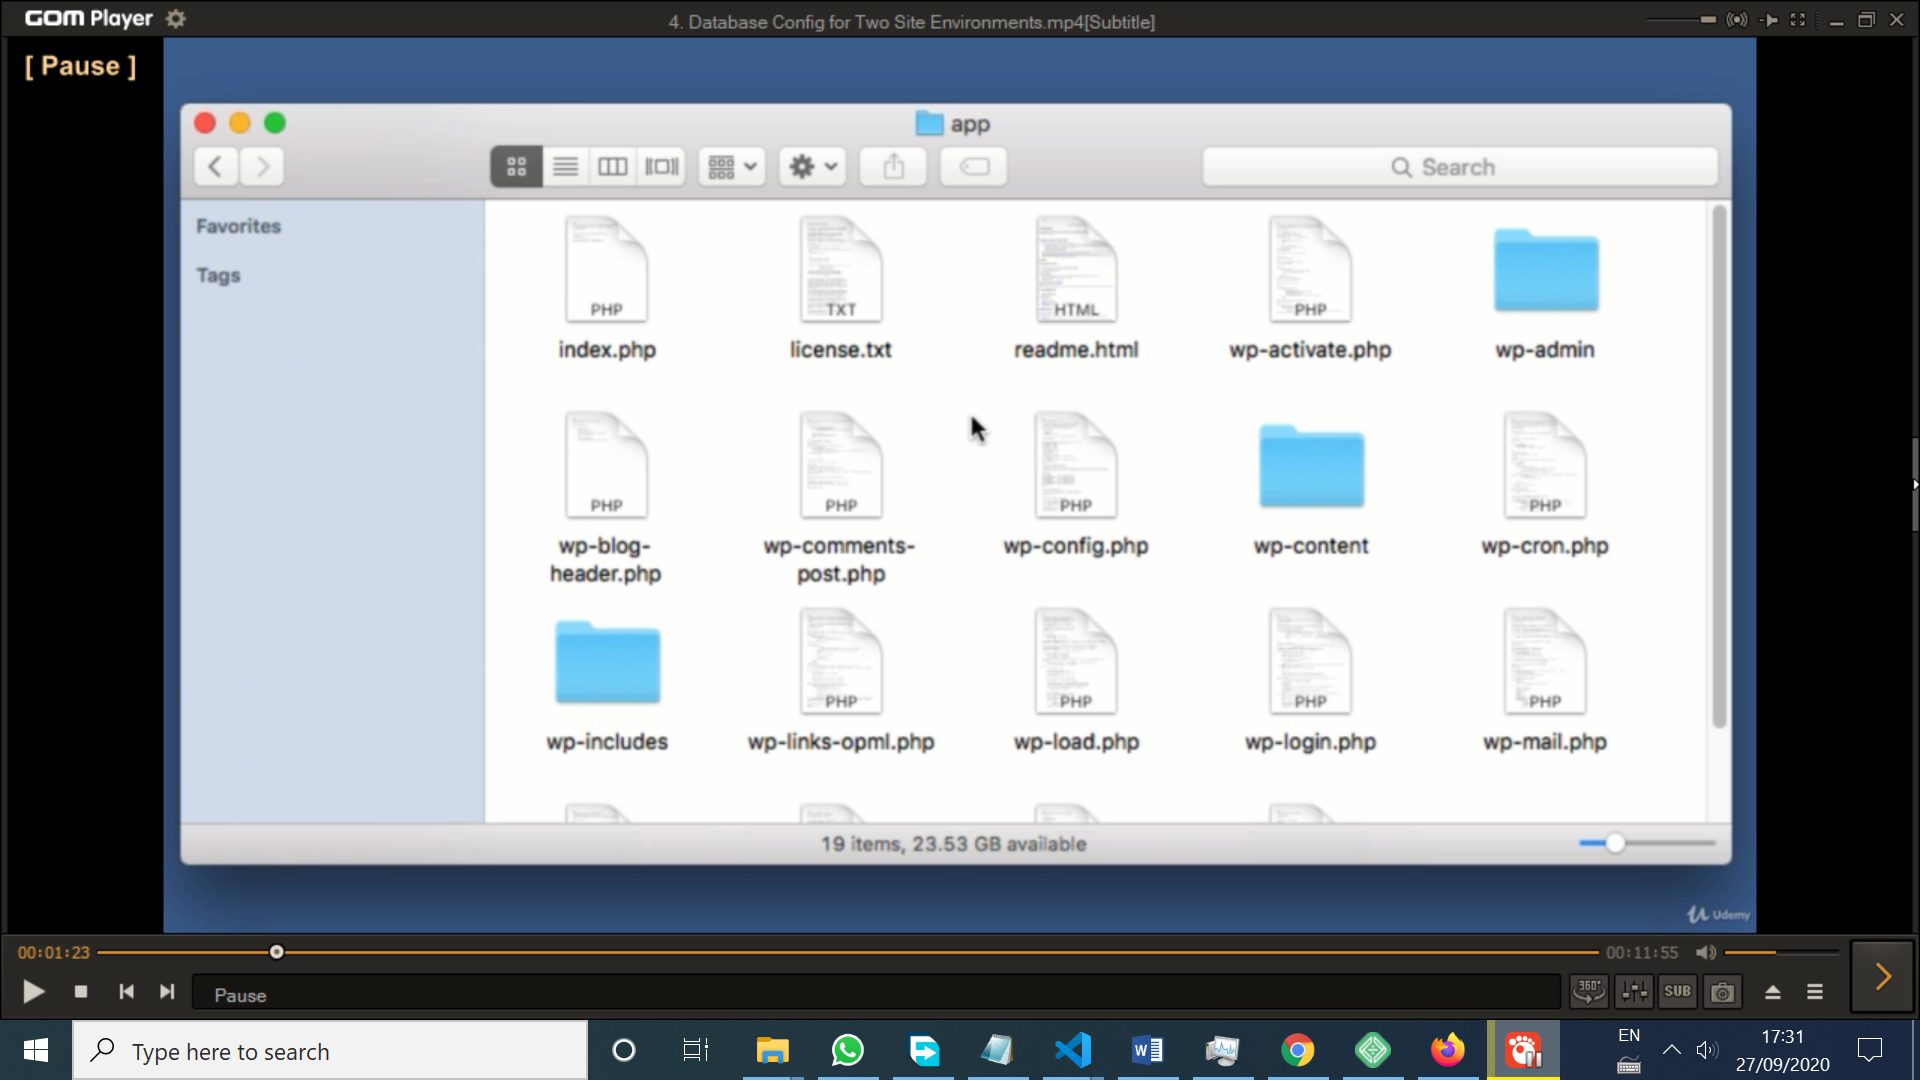 GOM Player
4. Database Config for Two Site Environments.mp4[Subtitle]
[ Pause ]
app
Search
Favorites
Tags
PHP
TXT
HTML
PHP
index.php
license.txt
readme.html
wp-activate.php
wp-admin
PHP
PHP
PHP
PHP
wp-blog-
header.php
wp-comments-
post.php
wp-config.php
wp-content
wp-cron.php
PHP
PHP
PHP
PHP
wp-includes
wp-links-opml.php
wp-load.php
wp-login.php
wp-mail.php
19 items, 23.53 GB available
Udemy
00:01:23
00:11:55
Pause
360°
SUB
Type here to search
W
EN
17:31
27/09/2020